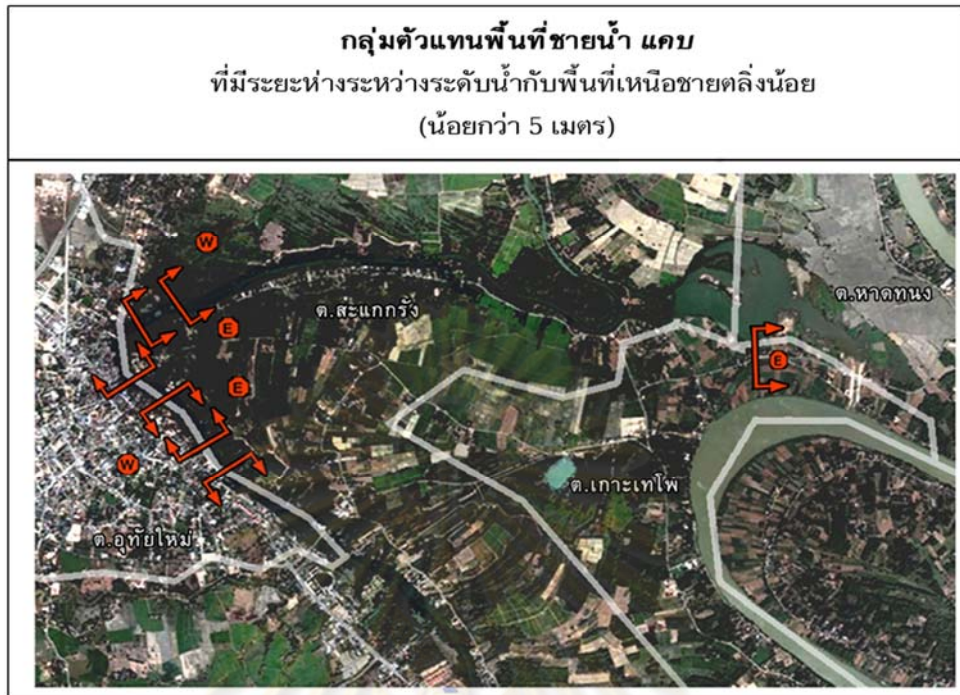 กลุ่มตัวแทนพื้นที่ชายน้ำ แคบ
ที่มีระยะห่างระหว่างระดับน้ำกับพื้นที่เหนือชายตลิ่งน้อย
(น้อยกว่า 5 เมตร)
W
ต.สะแกกรัง
ต.หาดทนง
E
E
E
W
ต.เกาะเทโพ
ต.อุทัยใหม่